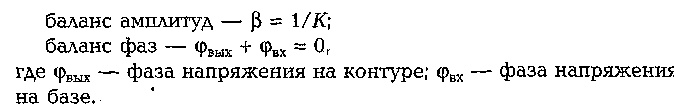 баланс амплитуд — β = 1/K;
баланс фаз — φвых + φвх = 0,
где φвых — фаза напряжения на контуре; φвх — фаза напряжения
на базе.